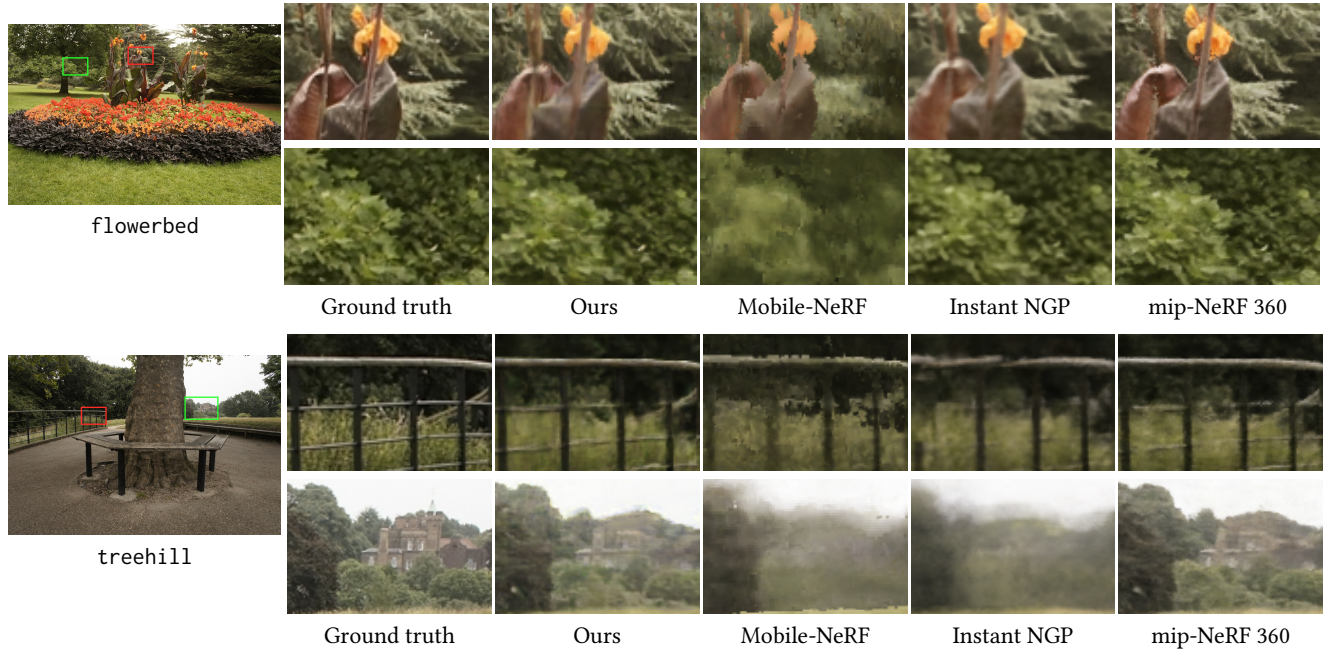 flowerbed
Ground truth Ours Mobile-NeRF Instant NGP mip-NeRF 360
treehill
Ground truth Ours Mobile-NeRF Instant NGP mip-NeRF 360